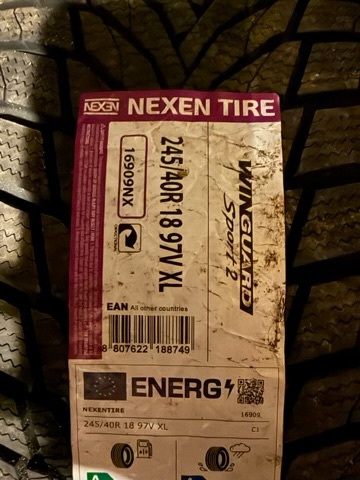 NEXEN NEXEN TIRE
16909NX
245/40R 18 97V XL
WINGUARD
Sport 2
EAN All other countries
8 807622 188749
ENERG
NEXENTIRE
16909
245/40R 18 97V XL
C1
A